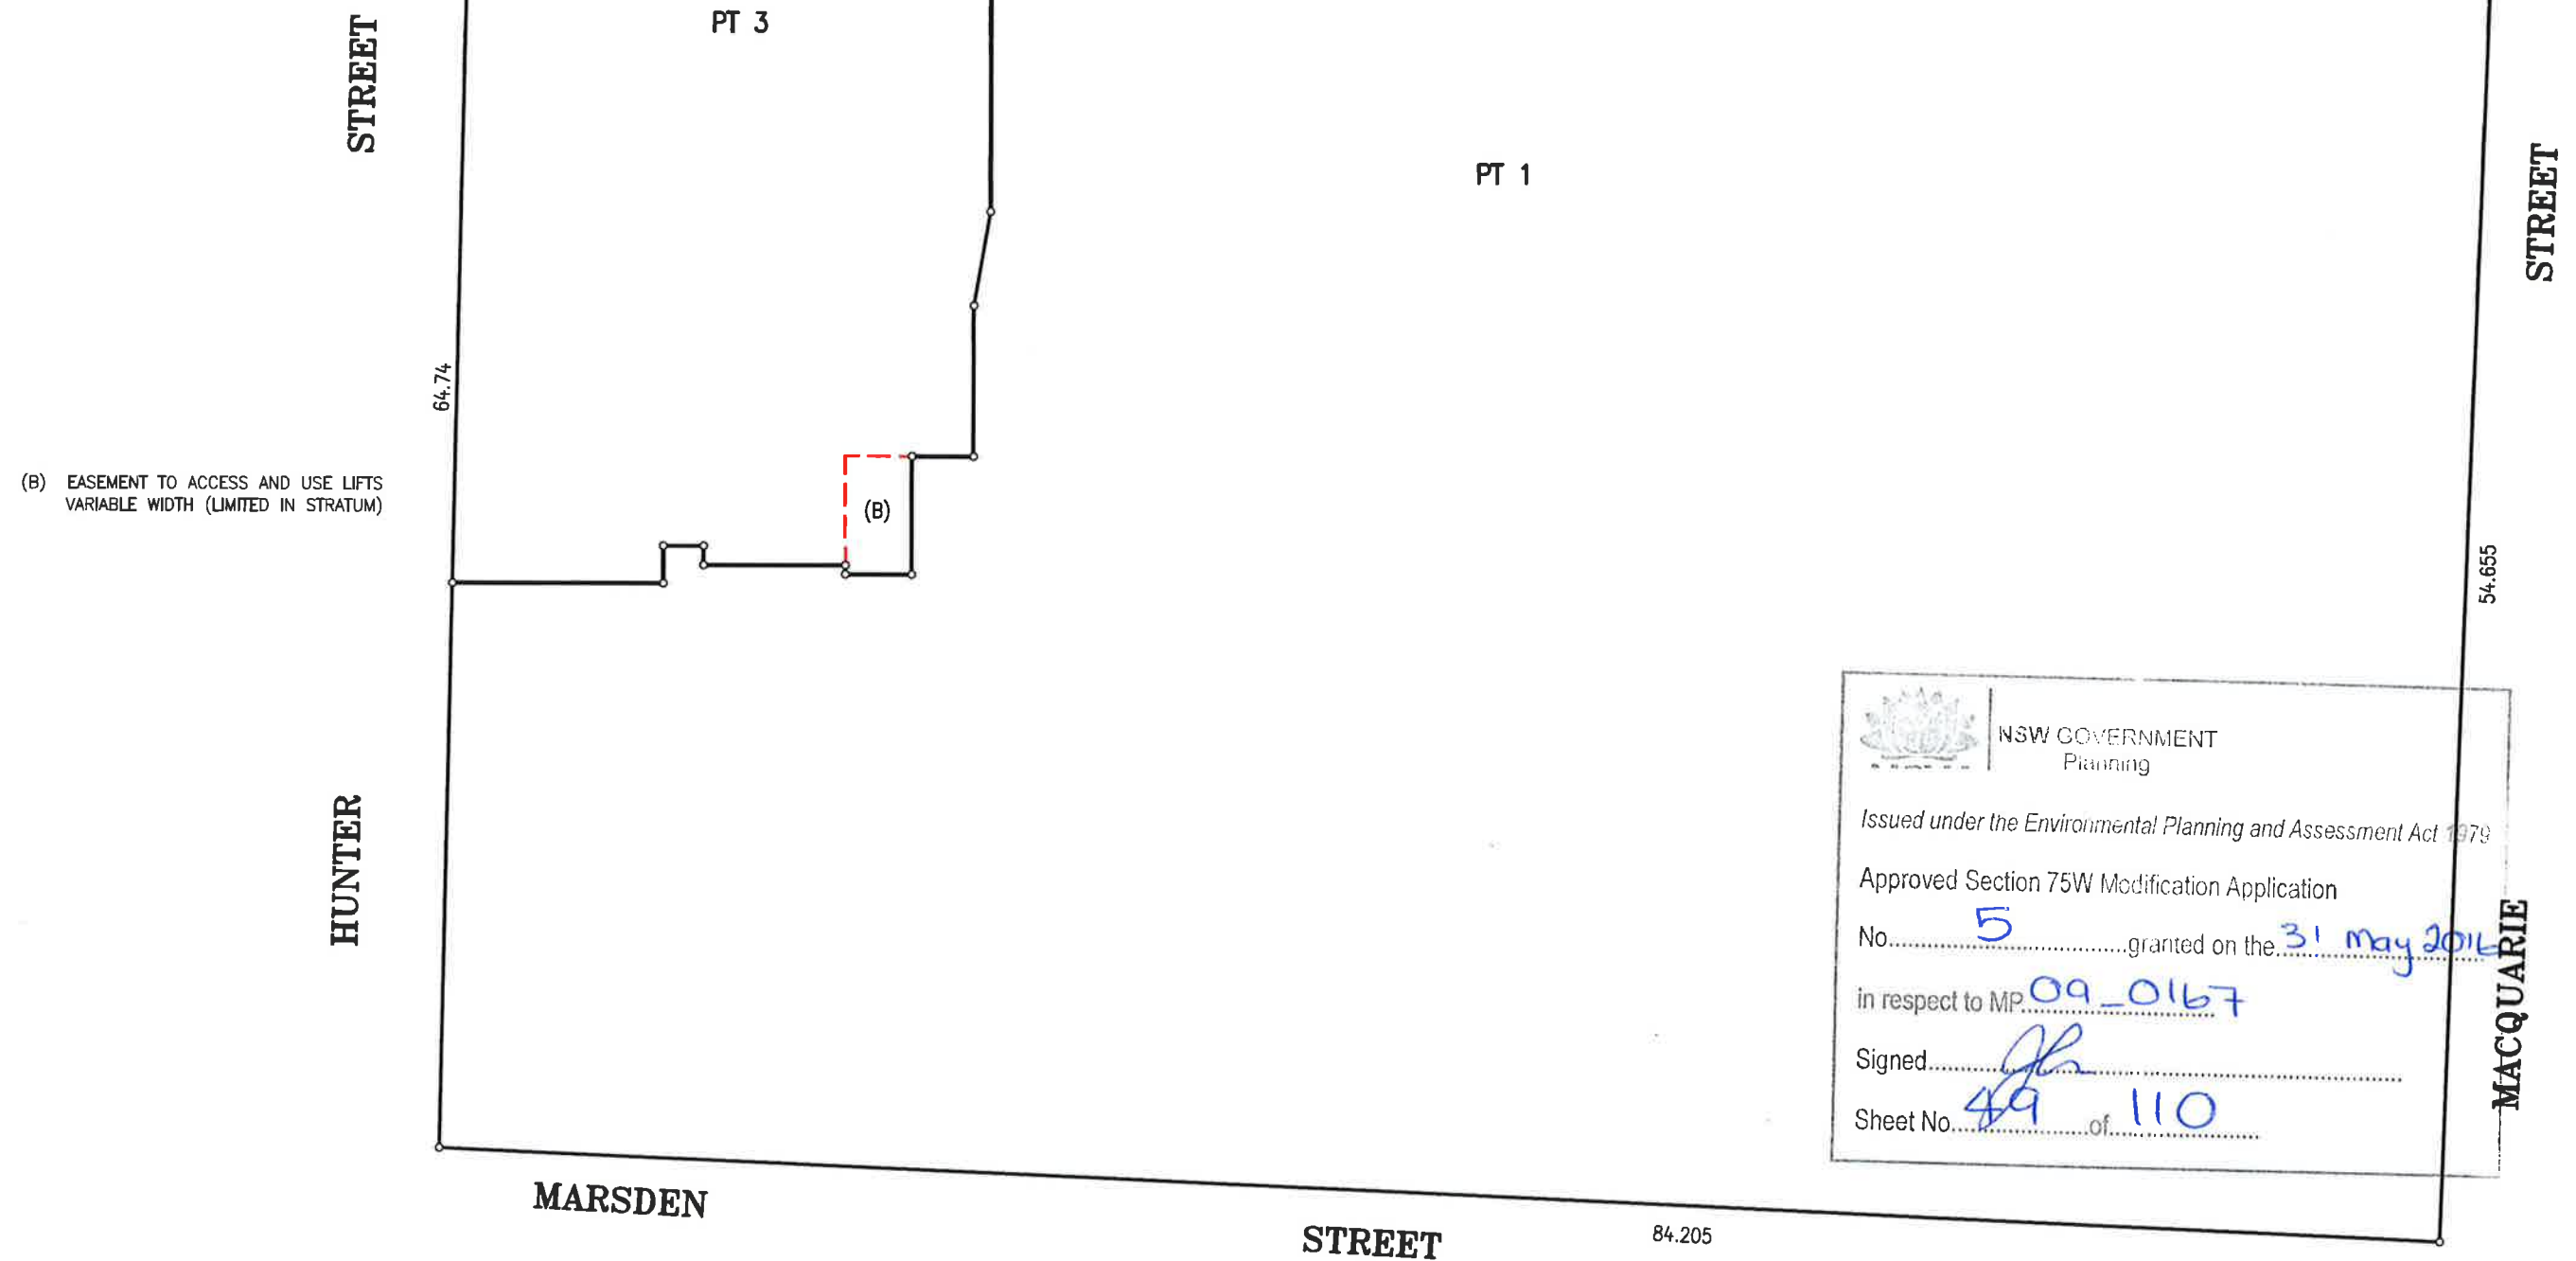 PT 3
STREET
PT 1
STREET
64.74
(B) EASEMENT TO ACCESS AND USE LIFTS
VARIABLE WIDTH (LIMITED IN STRATUM)
(B)
54.655
HUNTER
NSW GOVERNMENT
Planning
Issued under the Environmental Planning and Assessment Act 1979
Approved Section 75W Modification Application
No. 5 granted on the 31 May 2016
in respect to MP 09_0167
Signed
Sheet No. 49 of 110
MACQUARIE
MARSDEN
STREET
84.205